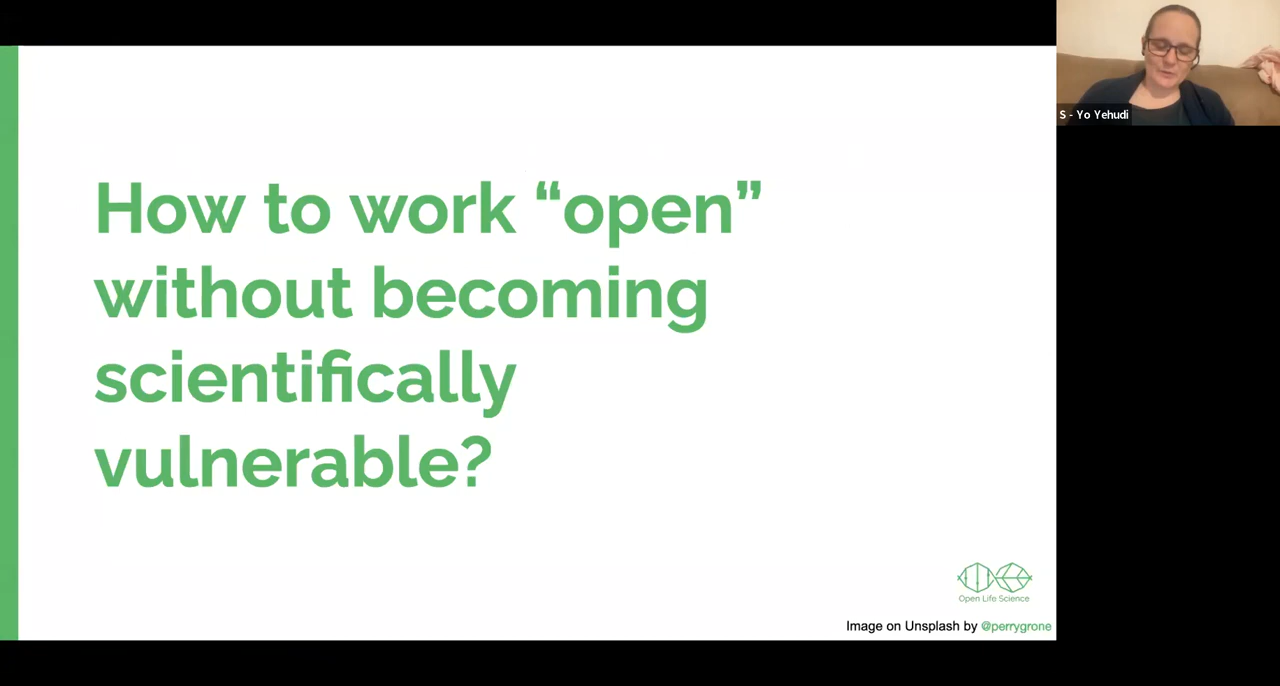 How to work “open”
without becoming
scientifically
vulnerable?
Open Life Science
Image on Unsplash by @perrygrone
S - Yo Yehudi